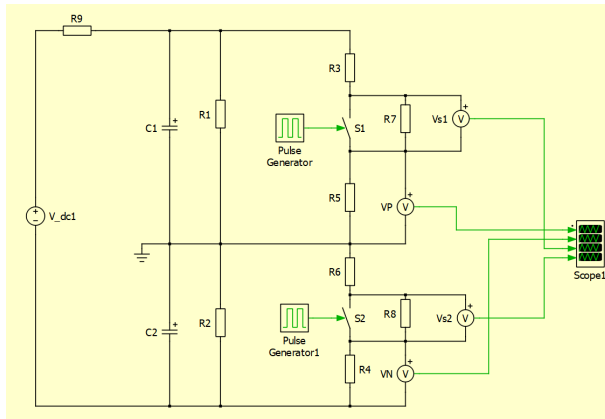 R9
R3
C1
R1
S1
R7
Vs1
V
Pulse
Generator
R5
VP
V
V_dc1
Scope1
R6
C2
R2
S2
R8
Vs2
V
Pulse
Generator1
R4
VN
V